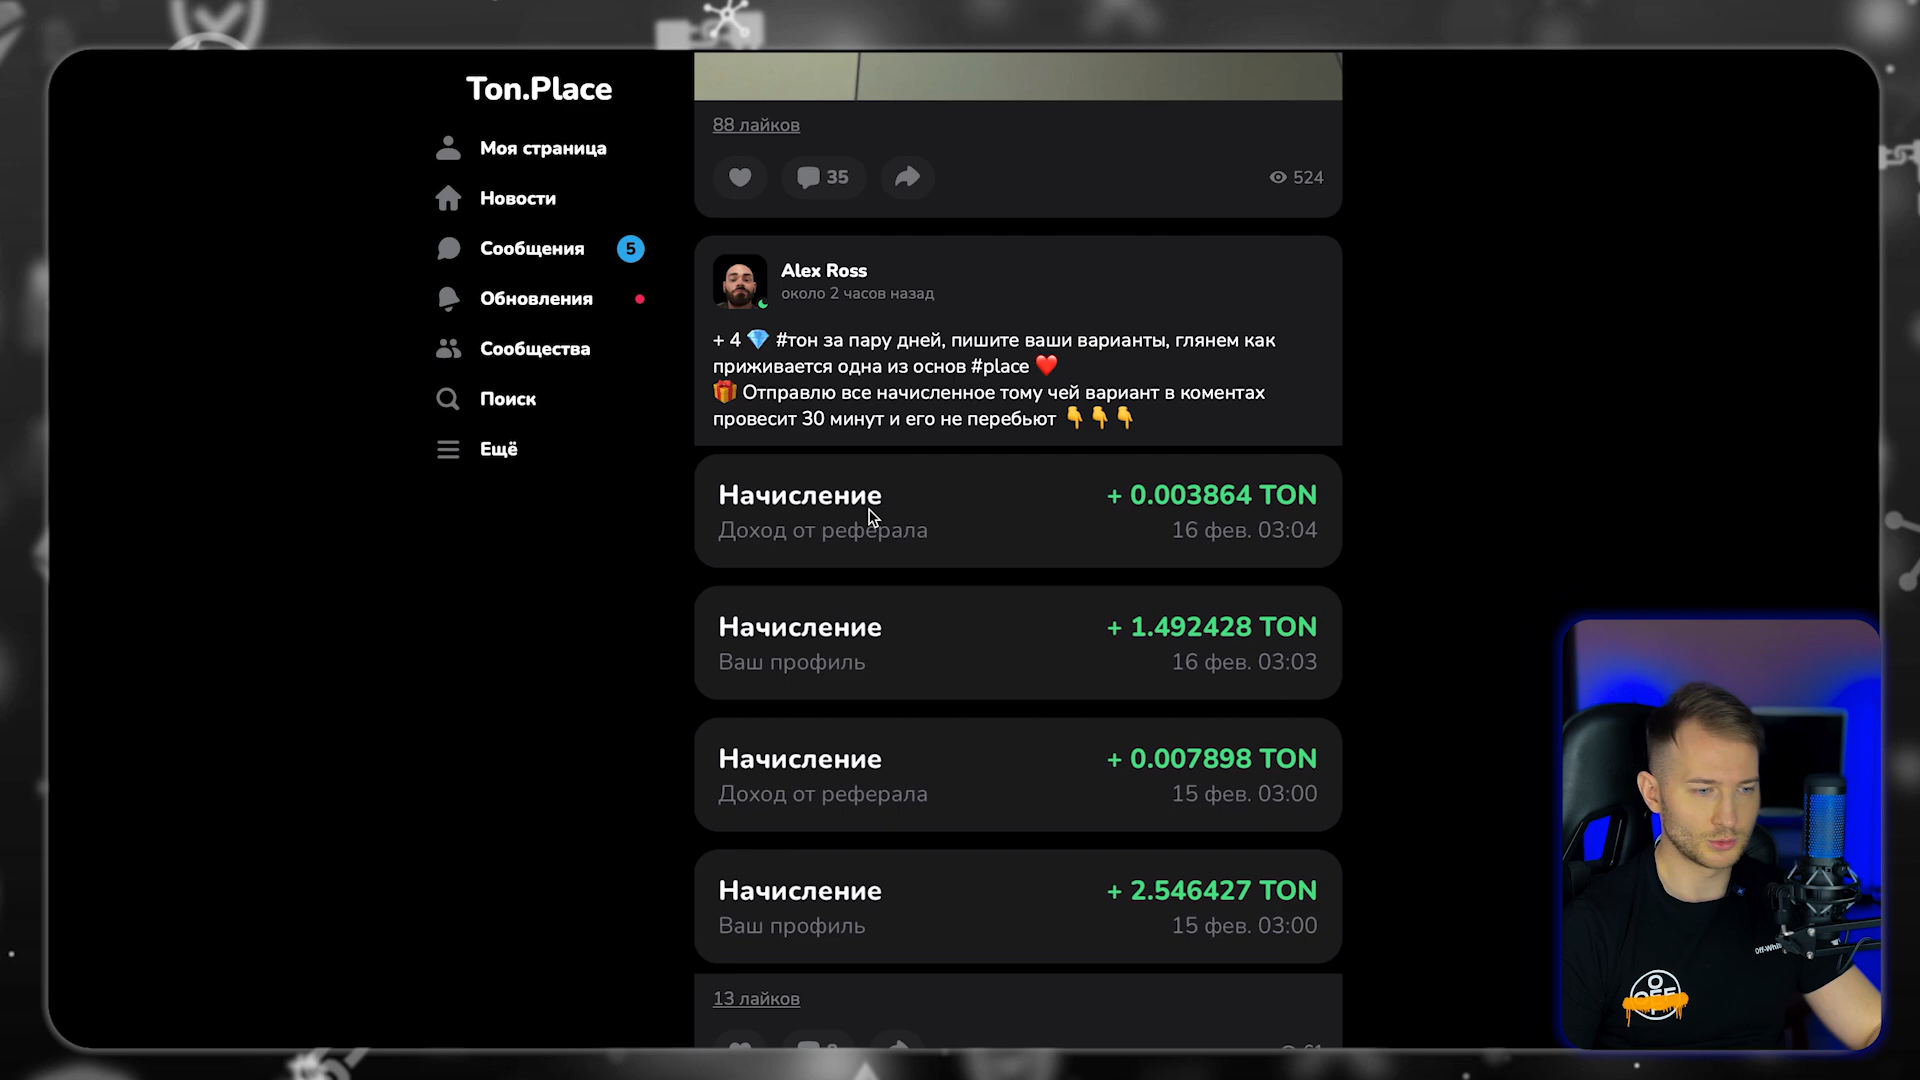 Ton.Place
Моя страница
Новости
Сообщения 5
Обновления
Сообщества
Поиск
Ещё
88 лайков
35
524
Alex Ross
около 2 часов назад
+ 4 💎 #тон за пару дней, пишите ваши варианты, глянем как
приживается одна из основ #place ❤️
🎁 Отправлю все начисленное тому чей вариант в коментах
провесит 30 минут и его не перебьют 👇👇👇
Начисление + 0.003864 TON
Доход от реферала 16 фев. 03:04
Начисление + 1.492428 TON
Ваш профиль 16 фев. 03:03
Начисление + 0.007898 TON
Доход от реферала 15 фев. 03:00
Начисление + 2.546427 TON
Ваш профиль 15 фев. 03:00
13 лайков
Off-White